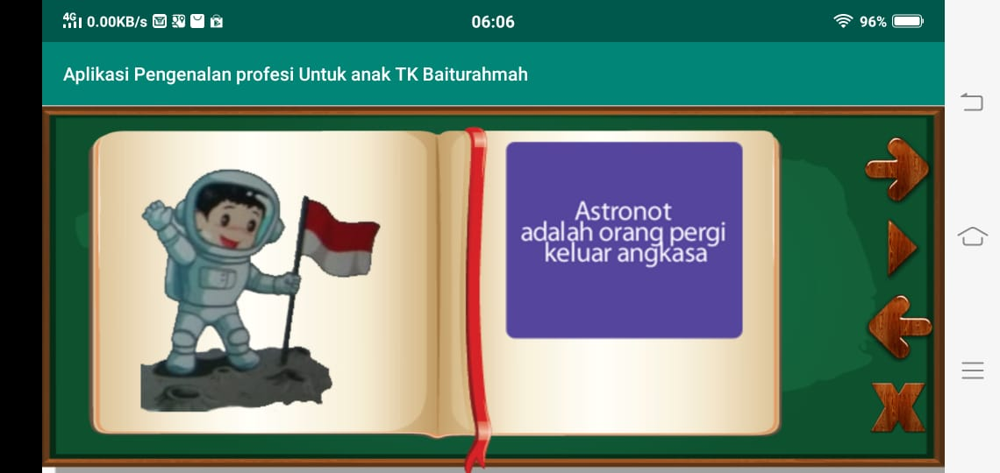 4G 0.00KB/s 06:06 96%
Aplikasi Pengenalan profesi Untuk anak TK Baiturahmah
Astronot
adalah orang pergi
keluar angkasa